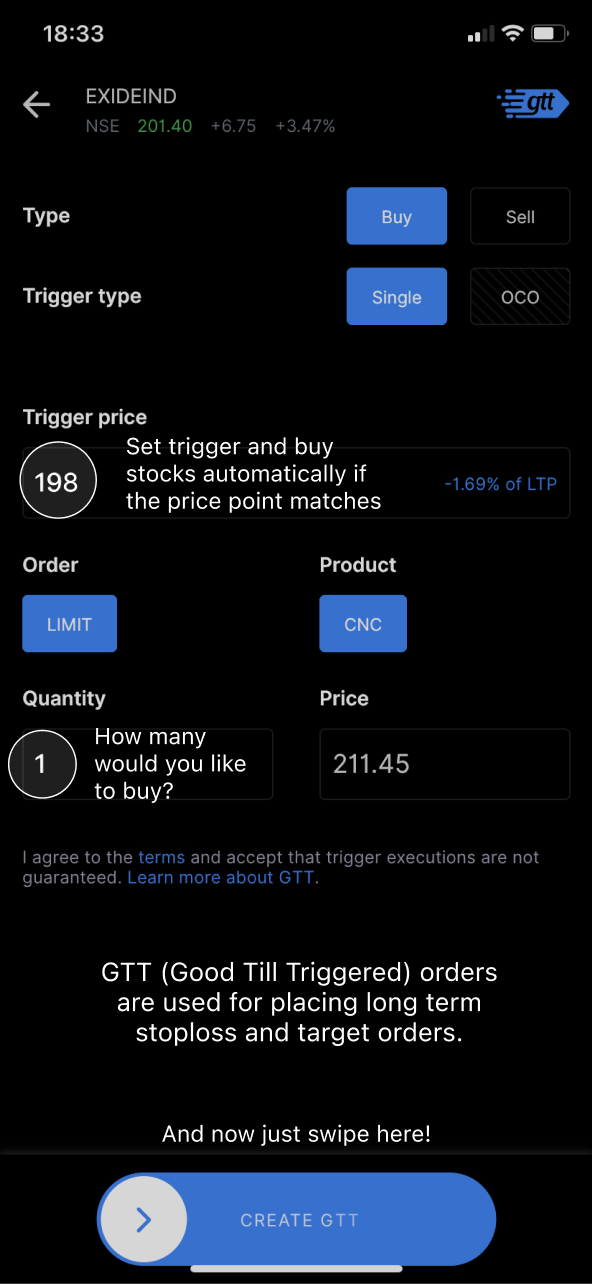 18:33
EXIDEIND
gtt
NSE 201.40 +6.75 +3.47%
Type
Buy
Sell
Trigger type
Single
OCO
Trigger price
198
Set trigger and buy
stocks automatically if
the price point matches
-1.69% of LTP
Order
Product
LIMIT
CNC
Quantity
Price
1
How many
would you like
to buy?
211.45
I agree to the terms and accept that trigger executions are not
guaranteed. Learn more about GTT.
GTT (Good Till Triggered) orders
are used for placing long term
stoploss and target orders.
And now just swipe here!
CREATE GTT